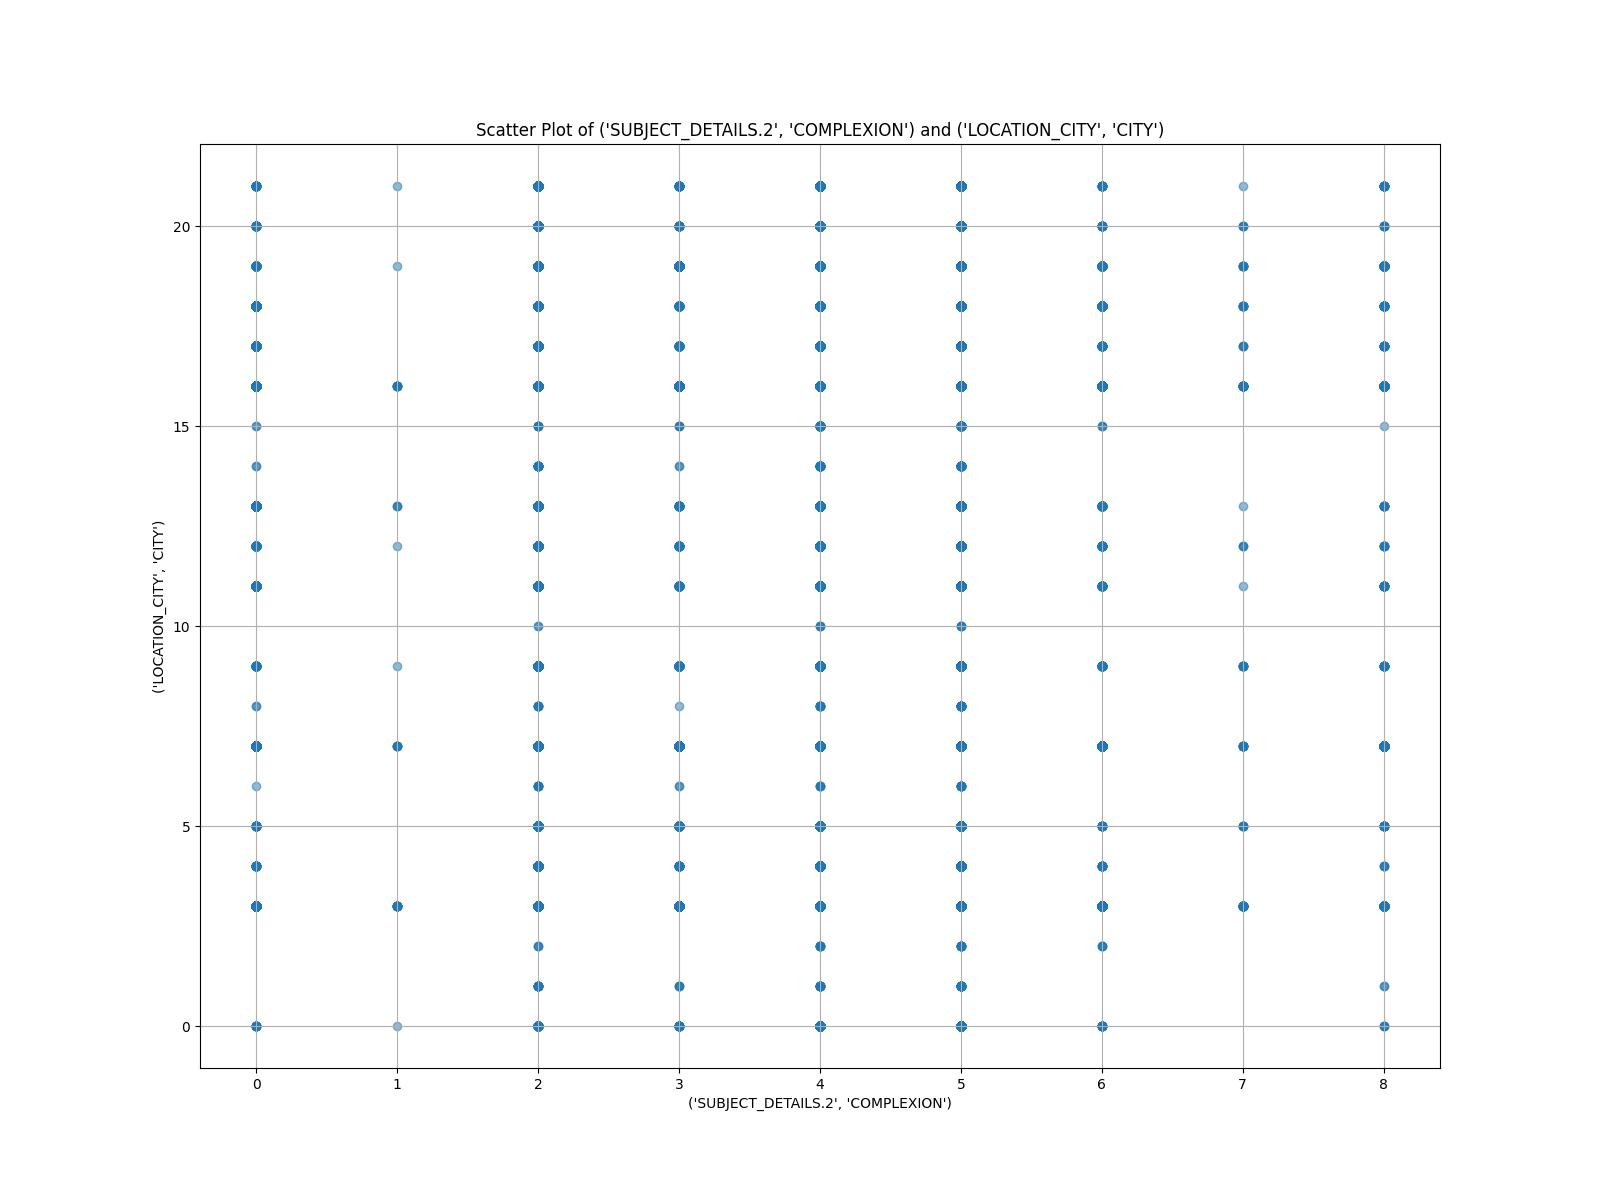 Scatter Plot of ('SUBJECT_DETAILS.2', 'COMPLEXION') and ('LOCATION_CITY', 'CITY')
20
15
10
5
0
('LOCATION_CITY', 'CITY')
0 1 2 3 4 5 6 7 8
('SUBJECT_DETAILS.2', 'COMPLEXION')